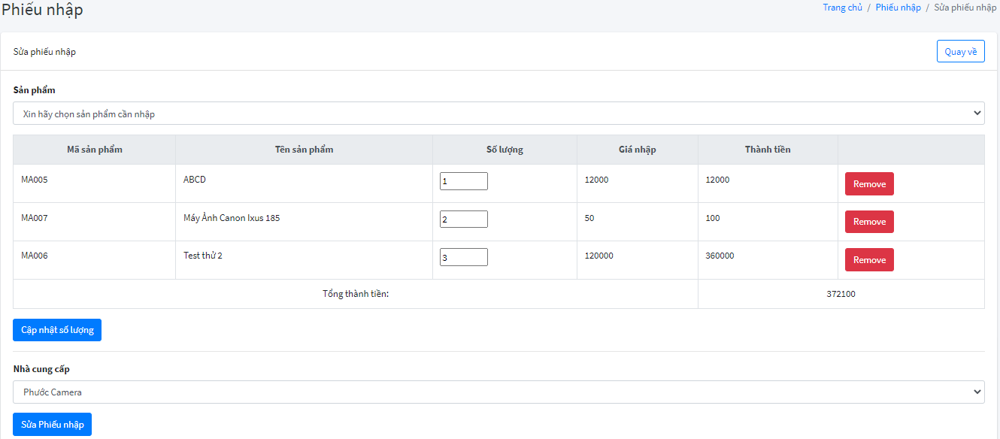 Phiếu nhập
Trang chủ / Phiếu nhập / Sửa phiếu nhập
Sửa phiếu nhập
Quay về
Sản phẩm
Xin hãy chọn sản phẩm cần nhập
Mã sản phẩm Tên sản phẩm Số lượng Giá nhập Thành tiền
MA005 ABCD 1 12000 12000 Remove
MA007 Máy Ảnh Canon Ixus 185 2 50 100 Remove
MA006 Test thử 2 3 120000 360000 Remove
Tổng thành tiền: 372100
Cập nhật số lượng
Nhà cung cấp
Phước Camera
Sửa Phiếu nhập